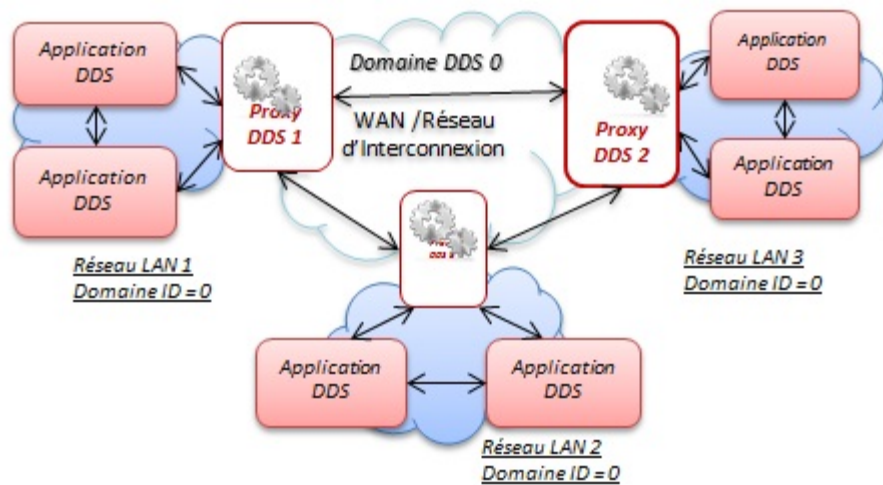 Application
DDS
Application
DDS
Proxy
DDS 1
Domaine DDS 0
WAN /Réseau
d'Interconnexion
Proxy
DDS 2
Application
DDS
Application
DDS
Réseau LAN 1
Domaine ID = 0
DDS
Réseau LAN 3
Domaine ID = 0
Application
DDS
Application
DDS
Réseau LAN 2
Domaine ID = 0